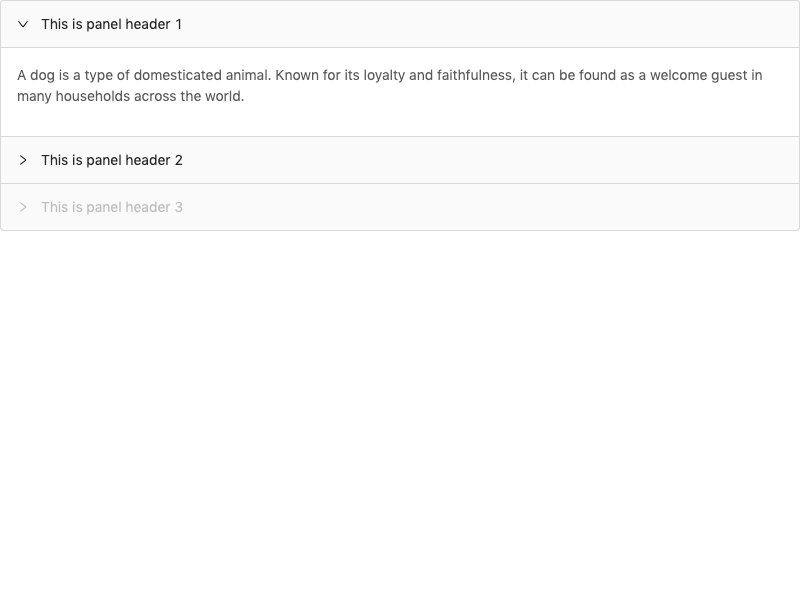 This is panel header 1
A dog is a type of domesticated animal. Known for its loyalty and faithfulness, it can be found as a welcome guest in
many households across the world.
This is panel header 2
This is panel header 3